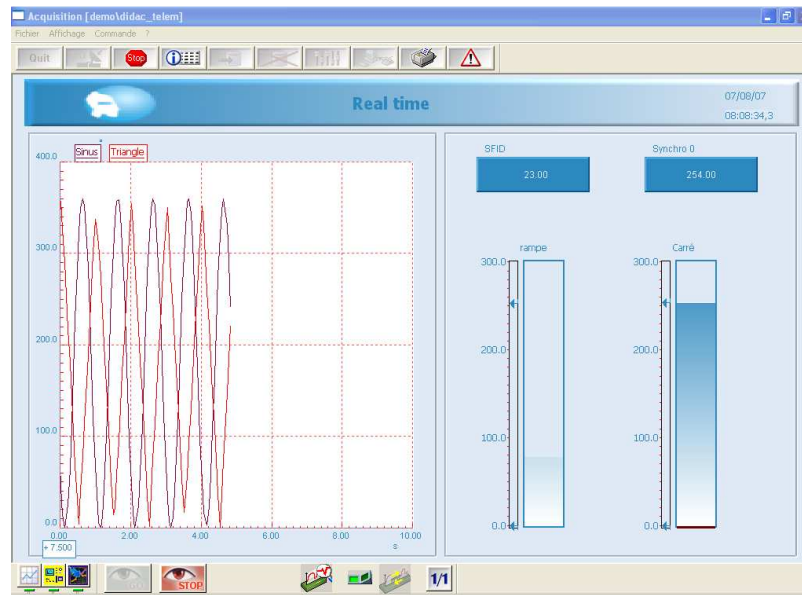 Acquisition [demo\didac_telem]
Fichier Affichage Commande ?
Quit Stop
Real time
07/08/07
08:08:34,3
Sinus Triangle
400.0
300.0
200.0
100.0
0.0
0.00 2.00 4.00 6.00 8.00 10.00
+ 7.500
s
SFID Synchro 0
23.00 254.00
rampe Carré
300.0 300.0
200.0 200.0
100.0 100.0
0.0 0.0
STOP 1/1